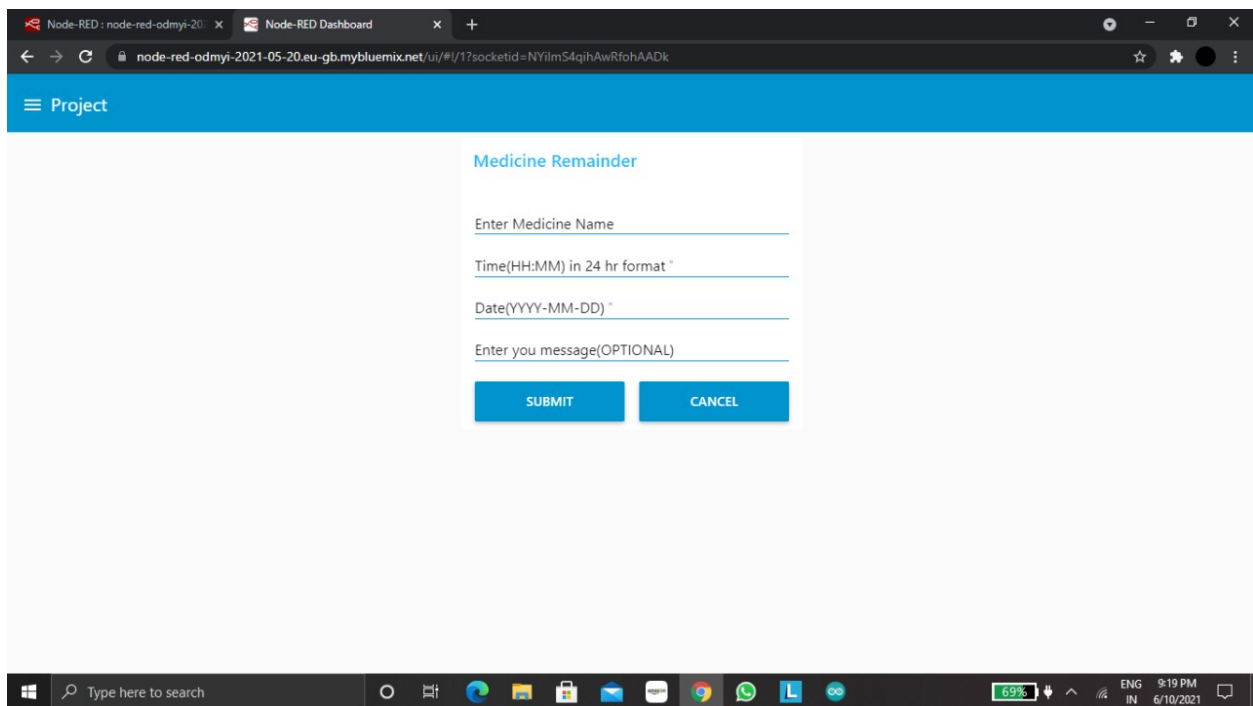 Node-RED : node-red-odmyi-20
Node-RED Dashboard
node-red-odmyi-2021-05-20.eu-gb.mybluemix.net/ui/#!/1?socketid=NYilmS4qihAwRfohAADk
Project
Medicine Remainder
Enter Medicine Name
Time(HH:MM) in 24 hr format *
Date(YYYY-MM-DD) *
Enter you message(OPTIONAL)
SUBMIT CANCEL
Type here to search
L
69%
ENG 9:19 PM
IN 6/10/2021